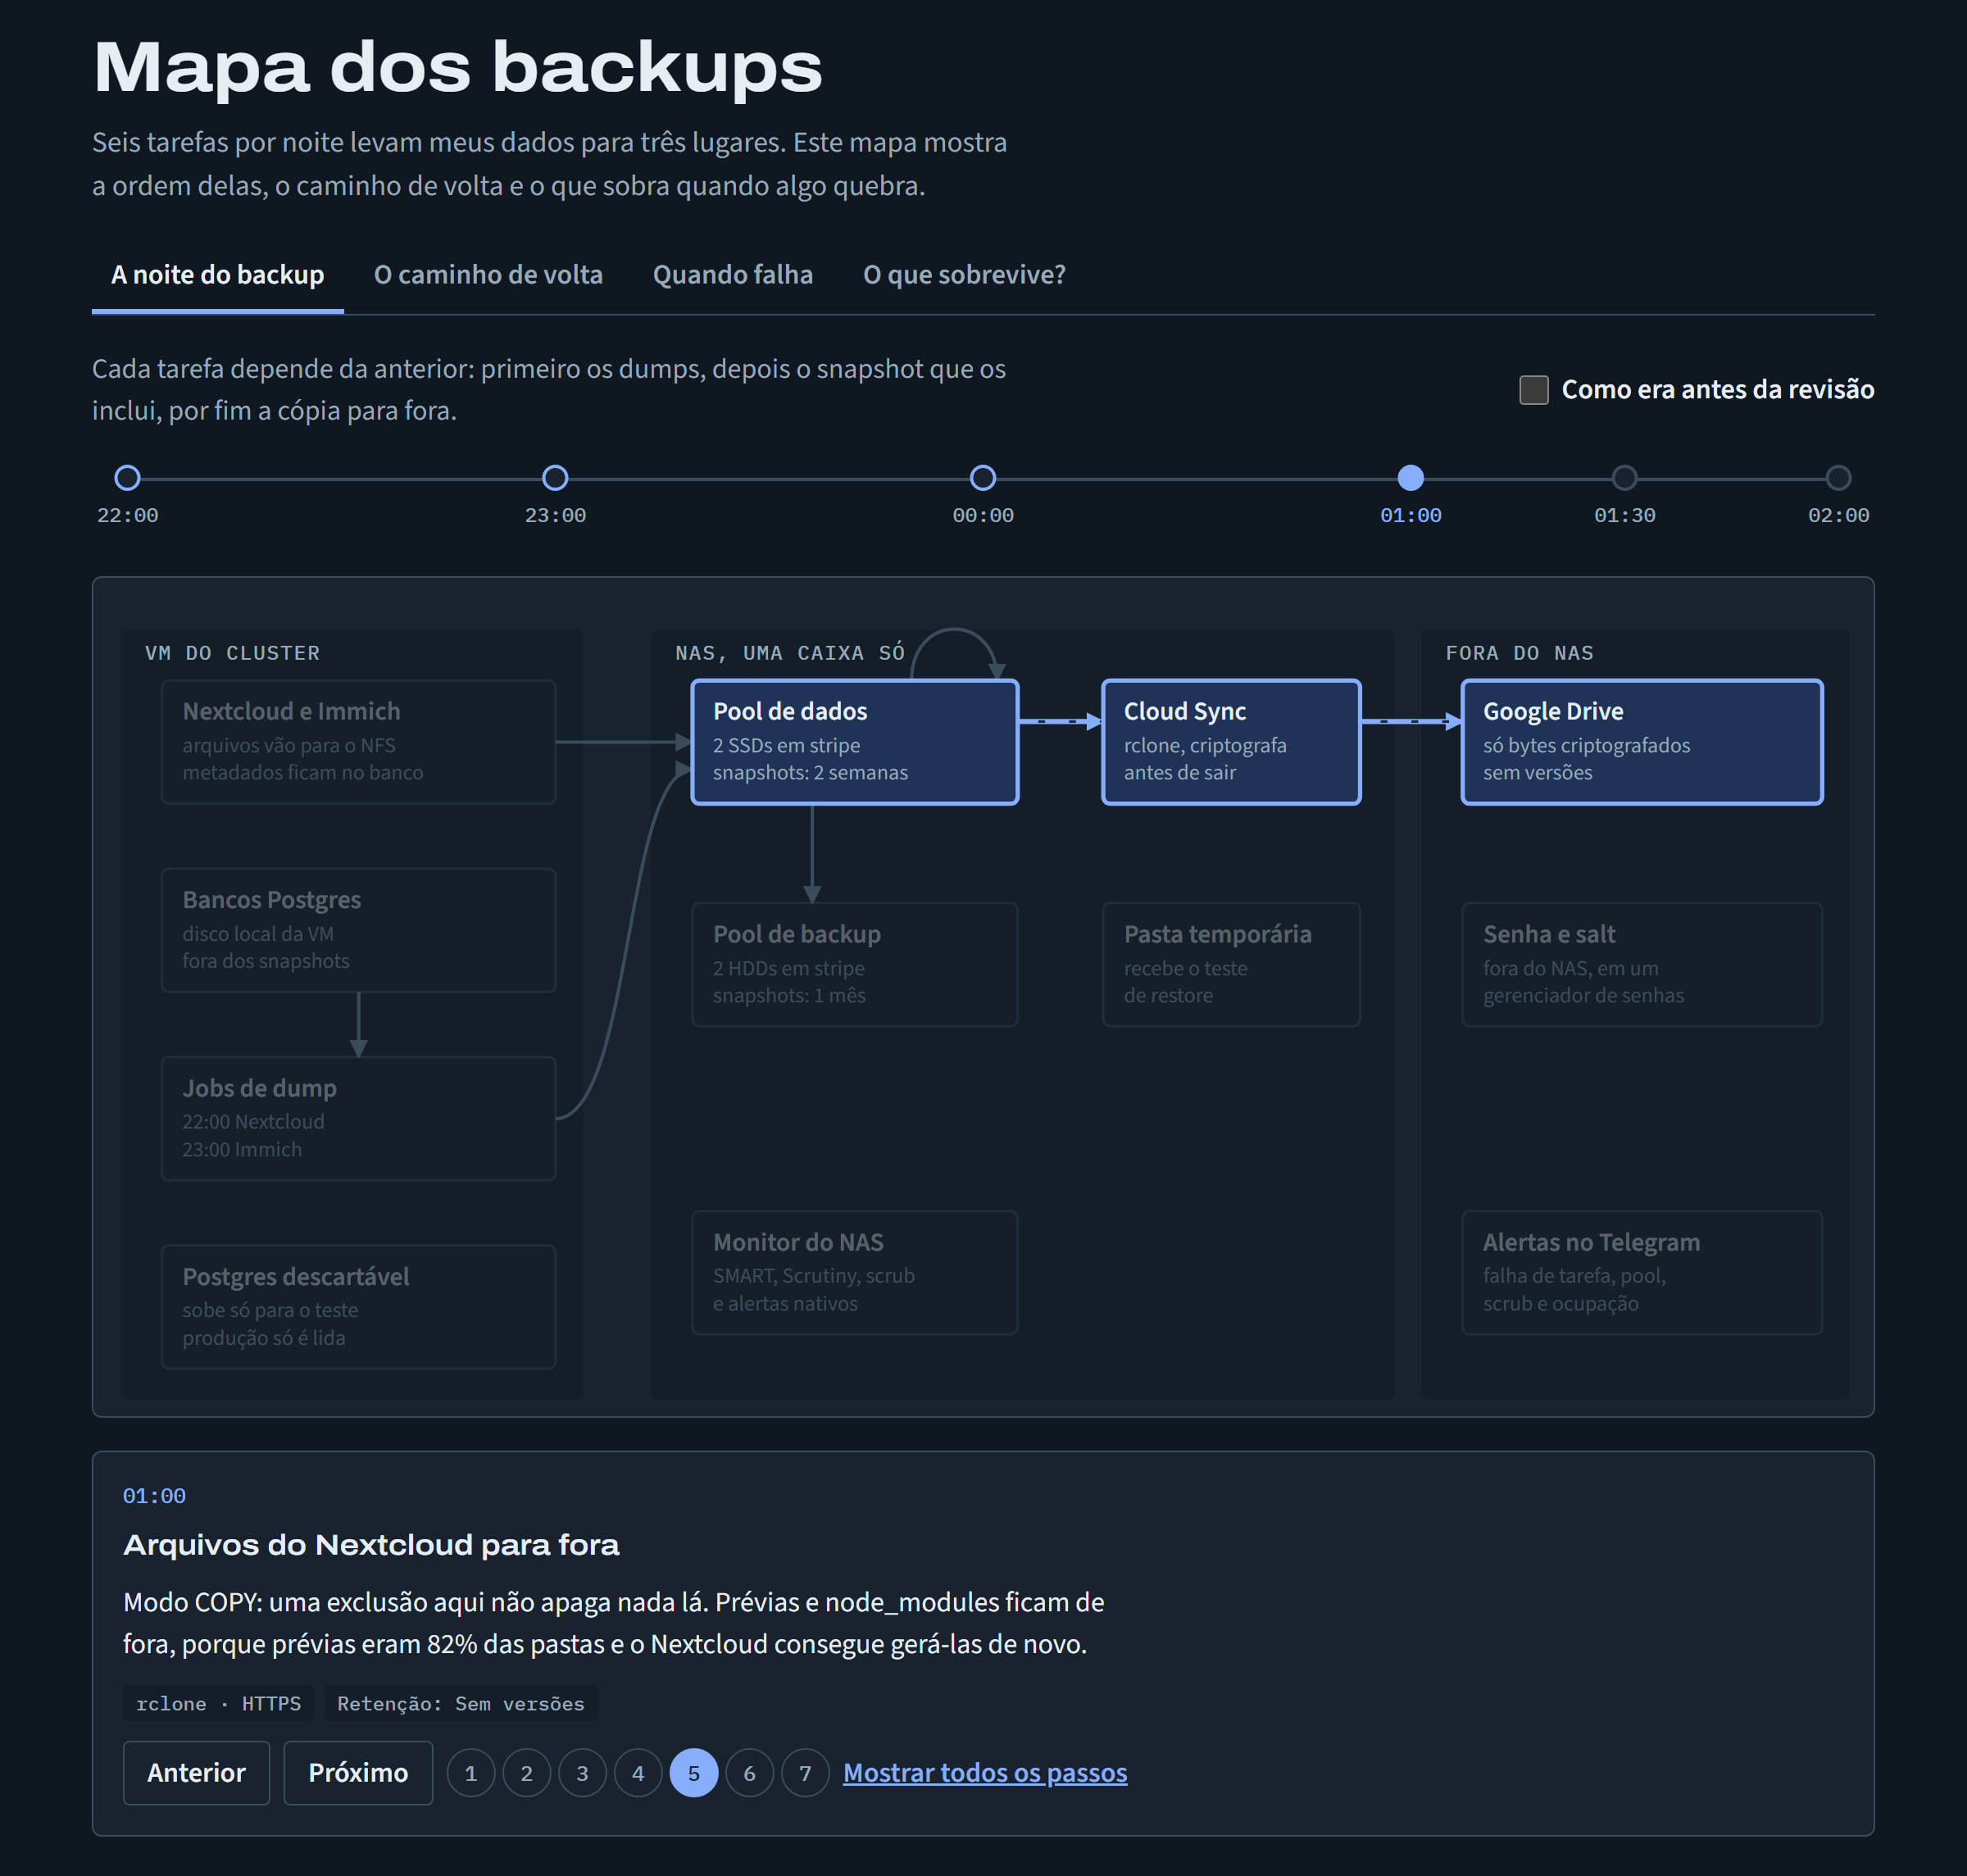 Mapa dos backups
Seis tarefas por noite levam meus dados para três lugares. Este mapa mostra
a ordem delas, o caminho de volta e o que sobra quando algo quebra.
A noite do backup
O caminho de volta
Quando falha
O que sobrevive?
Cada tarefa depende da anterior: primeiro os dumps, depois o snapshot que os
inclui, por fim a cópia para fora.
Como era antes da revisão
22:00
23:00
00:00
01:00
01:30
02:00
VM DO CLUSTER
Nextcloud e Immich
arquivos vão para o NFS
metadados ficam no banco
Bancos Postgres
disco local da VM
fora dos snapshots
Jobs de dump
22:00 Nextcloud
23:00 Immich
Postgres descartável
sobe só para o teste
produção só é lida
NAS, UMA CAIXA SÓ
Pool de dados
2 SSDs em stripe
snapshots: 2 semanas
Cloud Sync
rclone, criptografa
antes de sair
Pool de backup
2 HDDs em stripe
snapshots: 1 mês
Pasta temporária
recebe o teste
de restore
Monitor do NAS
SMART, Scrutiny, scrub
e alertas nativos
FORA DO NAS
Google Drive
só bytes criptografados
sem versões
Senha e salt
fora do NAS, em um
gerenciador de senhas
Alertas no Telegram
falha de tarefa, pool,
scrub e ocupação
01:00
Arquivos do Nextcloud para fora
Modo COPY: uma exclusão aqui não apaga nada lá. Prévias e node_modules ficam de
fora, porque prévias eram 82% das pastas e o Nextcloud consegue gerá-las de novo.
rclone · HTTPS
Retenção: Sem versões
Anterior
Próximo
1
2
3
4
5
6
7
Mostrar todos os passos